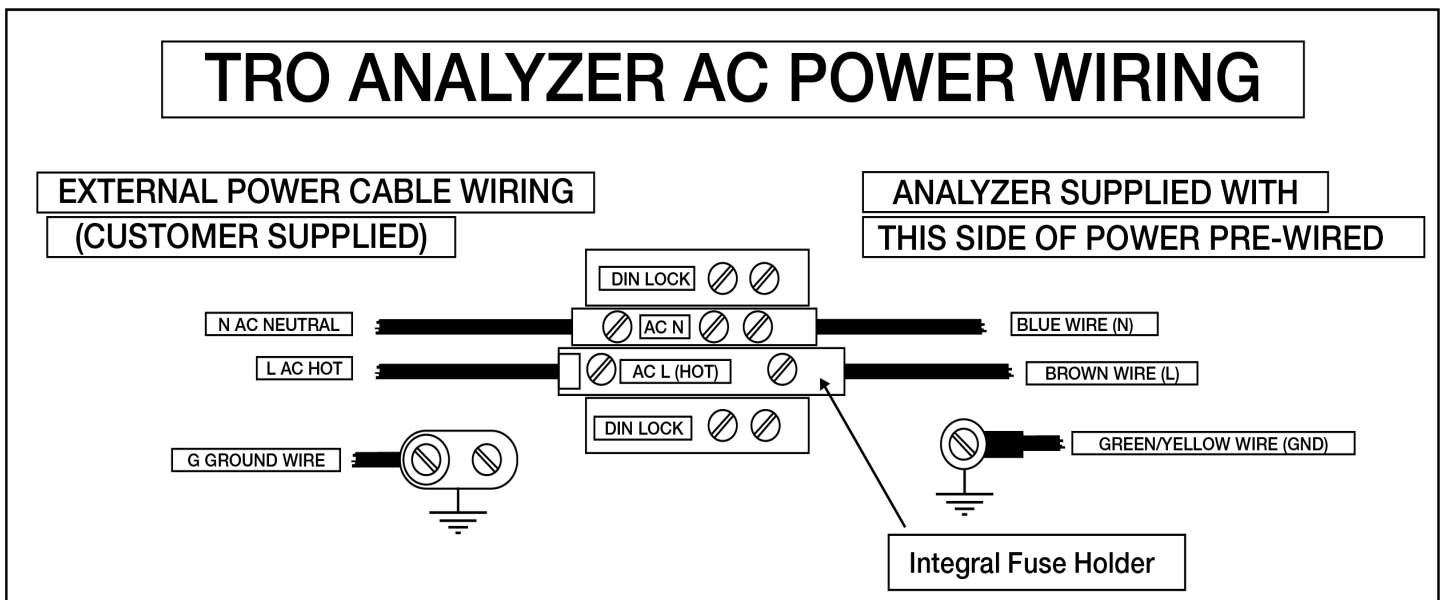 TRO ANALYZER AC POWER WIRING
EXTERNAL POWER CABLE WIRING
(CUSTOMER SUPPLIED)
ANALYZER SUPPLIED WITH
THIS SIDE OF POWER PRE-WIRED
DIN LOCK
N AC NEUTRAL
AC N
BLUE WIRE (N)
L AC HOT
AC L (HOT)
BROWN WIRE (L)
DIN LOCK
G GROUND WIRE
GREEN/YELLOW WIRE (GND)
Integral Fuse Holder